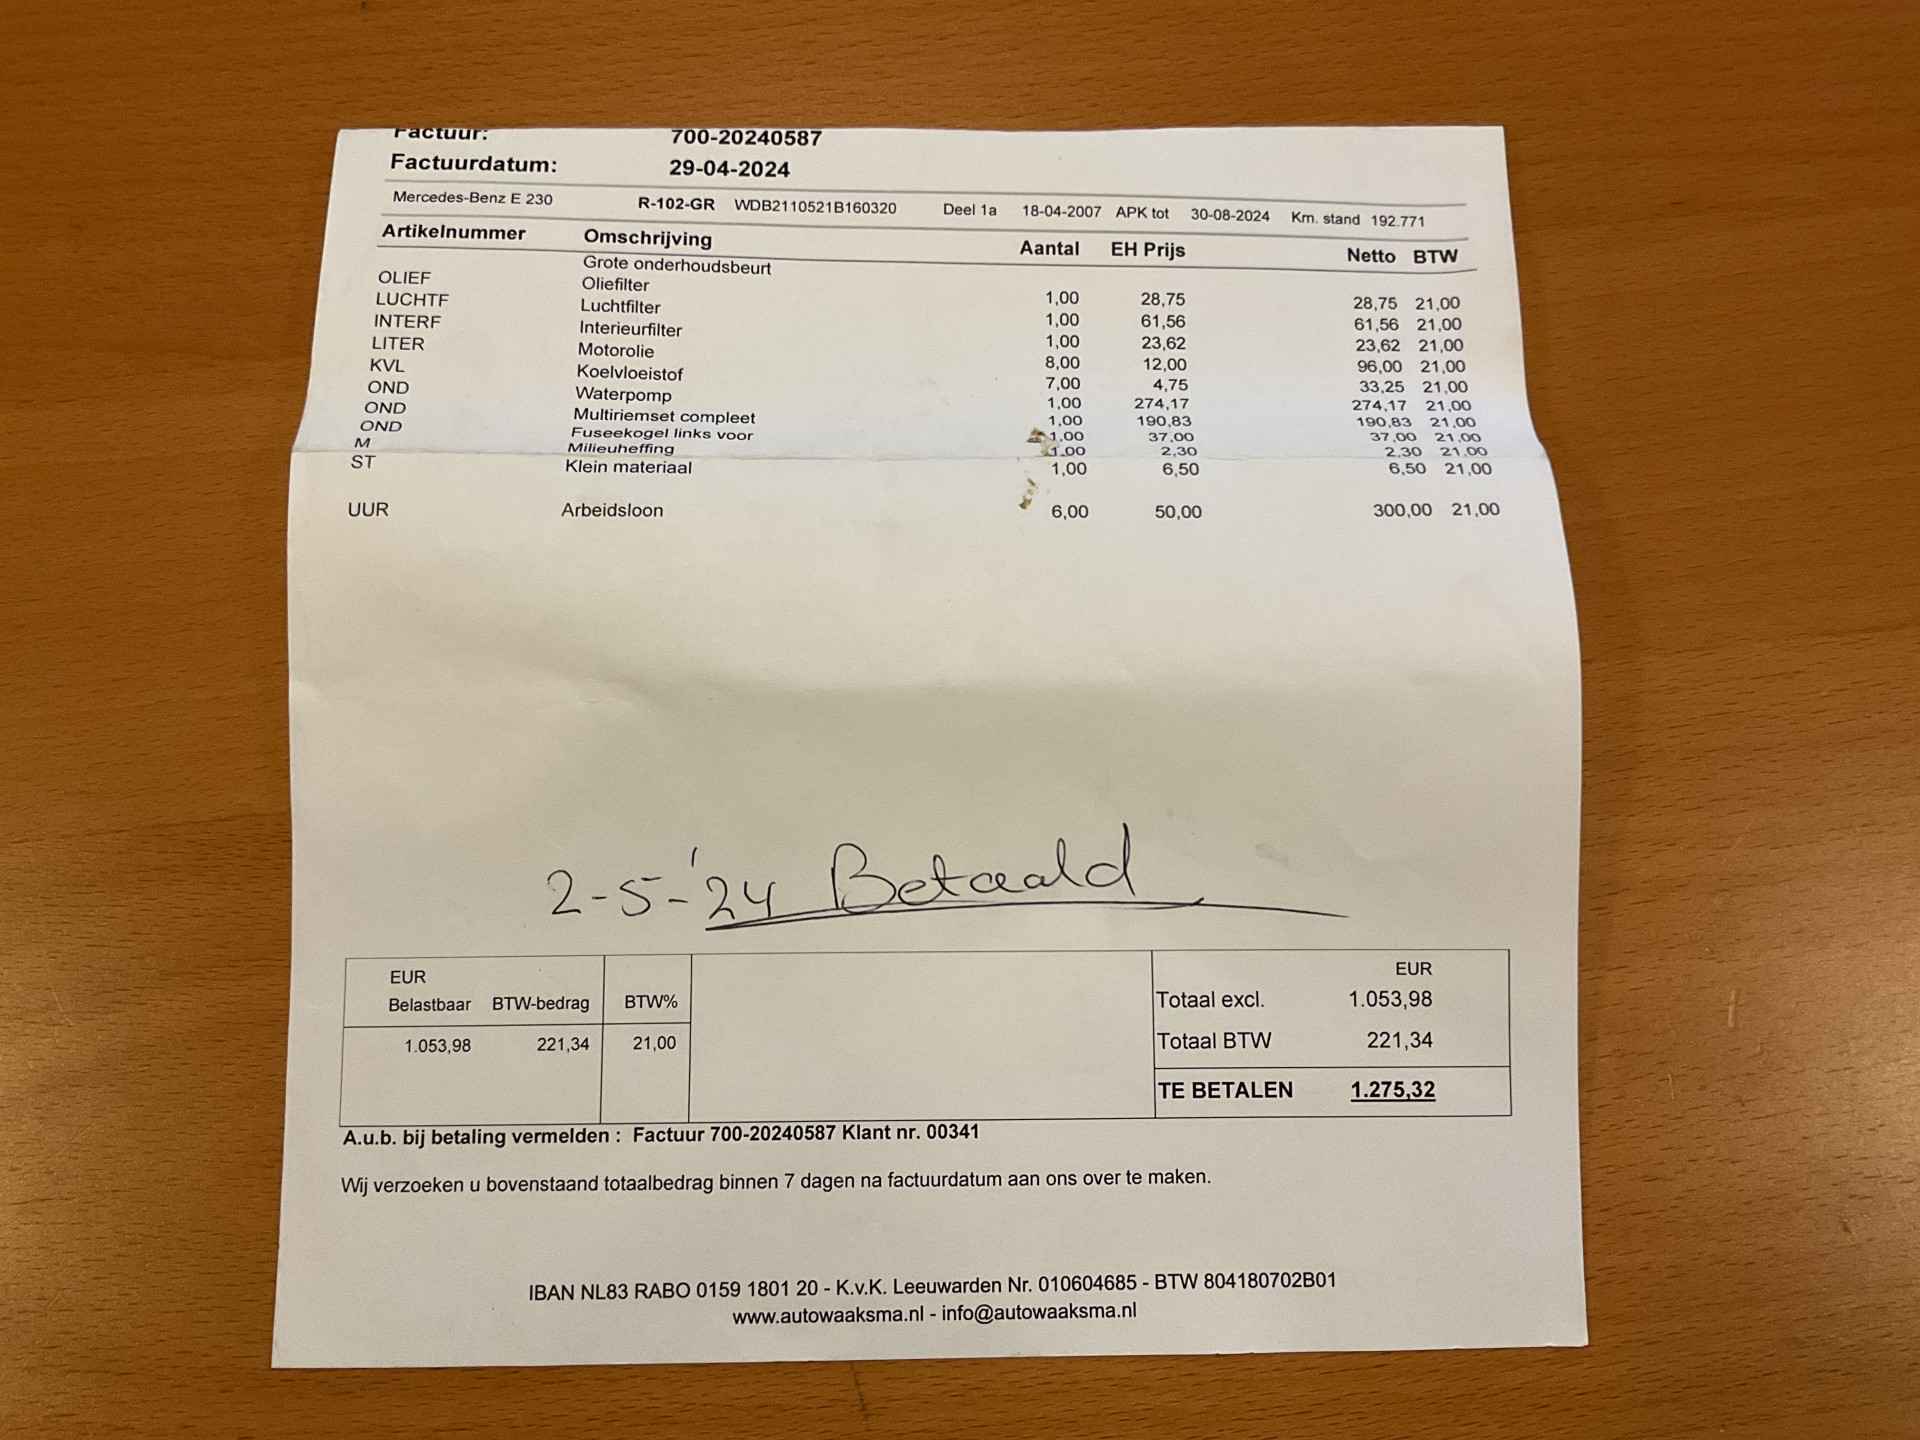 Factuur: 700-20240587
Factuurdatum: 29-04-2024
Mercedes-Benz E 230 R-102-GR WDB2110521B160320 Deel 1a 18-04-2007 APK tot 30-08-2024 Km. stand 192.771
Artikelnummer Omschrijving Aantal EH Prijs Netto BTW
Grote onderhoudsbeurt
OLIEF Oliefilter 1,00 28,75 28,75 21,00
LUCHTF Luchtfilter 1,00 61,56 61,56 21,00
INTERF Interieurfilter 1,00 23,62 23,62 21,00
LITER Motorolie 8,00 12,00 96,00 21,00
KVL Koelvloeistof 7,00 4,75 33,25 21,00
OND Waterpomp 1,00 274,17 274,17 21,00
OND Multiriemset compleet 1,00 190,83 190,83 21,00
OND Fuseekogel links voor 1,00 37,00 37,00 21,00
M Milieuheffing 1,00 2,30 2,30 21,00
ST Klein materiaal 1,00 6,50 6,50 21,00
UUR Arbeidsloon 6,00 50,00 300,00 21,00
2-5-'24 Betaald
EUR EUR
Belastbaar BTW-bedrag BTW% Totaal excl. 1.053,98
1.053,98 221,34 21,00 Totaal BTW 221,34
TE BETALEN 1.275,32
A.u.b. bij betaling vermelden : Factuur 700-20240587 Klant nr. 00341
Wij verzoeken u bovenstaand totaalbedrag binnen 7 dagen na factuurdatum aan ons over te maken.
IBAN NL83 RABO 0159 1801 20 - K.v.K. Leeuwarden Nr. 010604685 - BTW 804180702B01
www.autowaaksma.nl - info@autowaaksma.nl